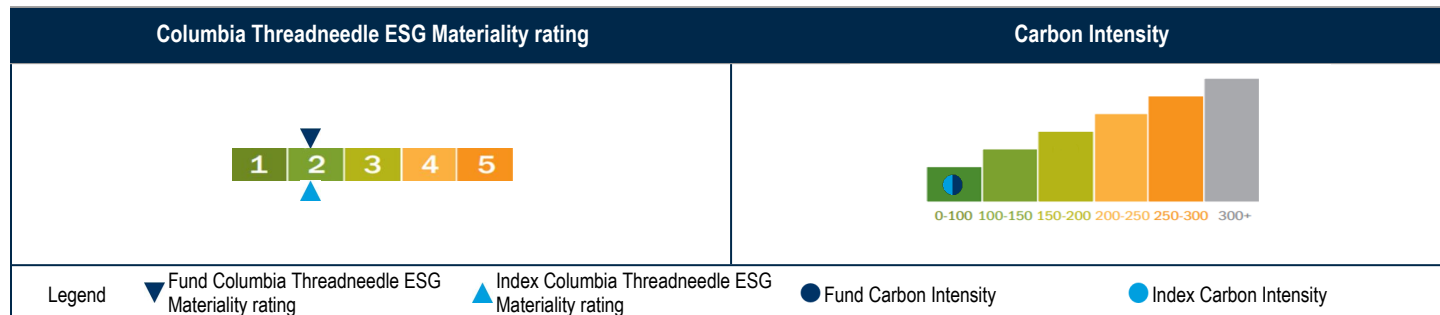 Columbia Threadneedle ESG Materiality rating
Carbon Intensity
1 2 3 4 5
0-100 100-150 150-200 200-250 250-300 300+
Legend
Fund Columbia Threadneedle ESG
Materiality rating
Index Columbia Threadneedle ESG
Materiality rating
Fund Carbon Intensity
Index Carbon Intensity